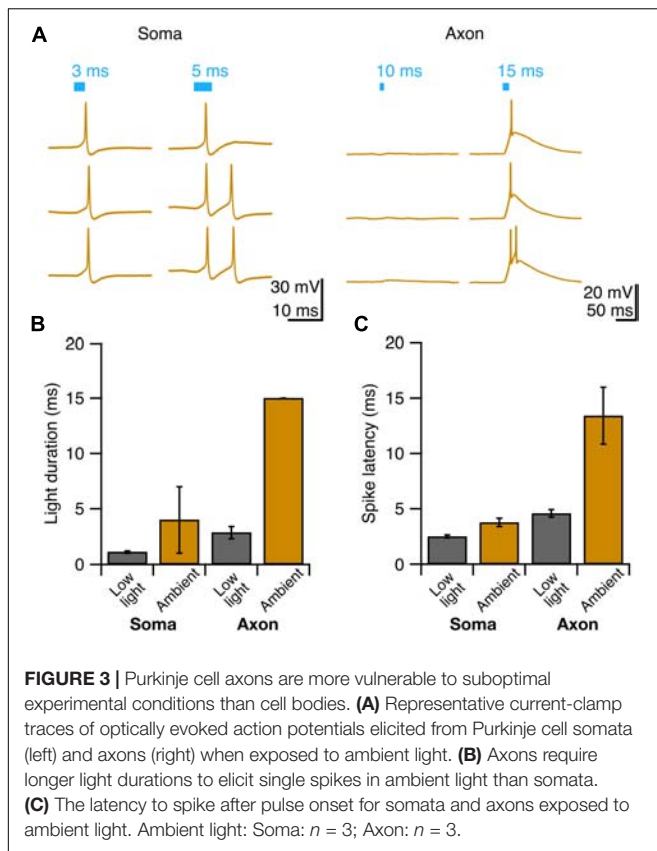 A
Soma
Axon
3 ms
5 ms
10 ms
15 ms
30 mV
10 ms
20 mV
50 ms
B
20
15
10
5
0
Light duration (ms)
Low light
Ambient
Low light
Ambient
Soma
Axon
C
20
15
10
5
0
Spike latency (ms)
Low light
Ambient
Low light
Ambient
Soma
Axon
FIGURE 3 | Purkinje cell axons are more vulnerable to suboptimal
experimental conditions than cell bodies. (A) Representative current-clamp
traces of optically evoked action potentials elicited from Purkinje cell somata
(left) and axons (right) when exposed to ambient light. (B) Axons require
longer light durations to elicit single spikes in ambient light than somata.
(C) The latency to spike after pulse onset for somata and axons exposed to
ambient light. Ambient light: Soma: n = 3; Axon: n = 3.